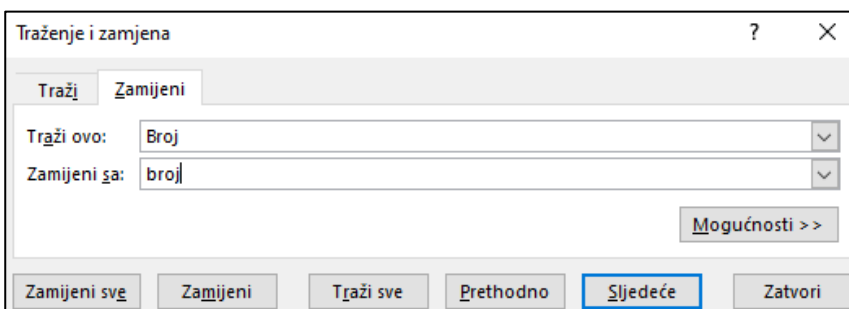 Traženje i zamjena ?
Traži Zamijeni
Traži ovo: Broj
Zamijeni sa: broj
Mogućnosti >>
Zamijeni sve Zamijeni Traži sve Prethodno Sljedeće Zatvori